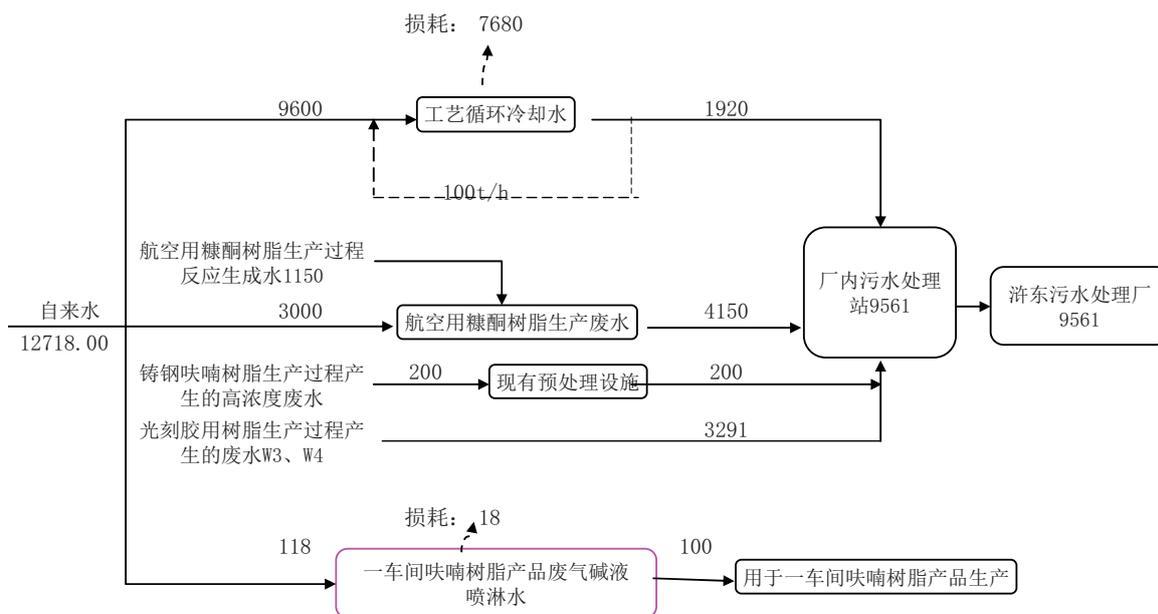 损耗： 7680
9600
工艺循环冷却水
1920
100t/h
航空用糠酮树脂生产过程
反应生成水1150
厂内污水处理
站9561
浒东污水处理厂
9561
自来水
12718.00
3000
航空用糠酮树脂生产废水
4150
铸钢呋喃树脂生产过程产
生的高浓度废水
200
现有预处理设施
200
光刻胶用树脂生产过程产
生的废水W3、W4
3291
损耗： 18
118
一车间呋喃树脂产品废气碱液
喷淋水
100
用于一车间呋喃树脂产品生产